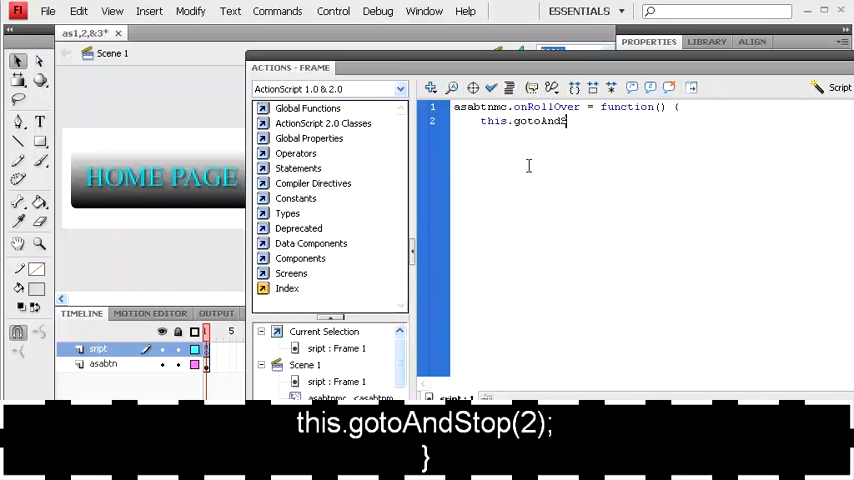 Fl File Edit View Insert Modify Text Commands Control Debug Window Help
ESSENTIALS
as1,2,&3*
Scene 1
PROPERTIES LIBRARY ALIGN
ACTIONS - FRAME
ActionScript 1.0 & 2.0
Script
Global Functions
ActionScript 2.0 Classes
Global Properties
Operators
Statements
Compiler Directives
Constants
Types
Deprecated
Data Components
Components
Screens
Index
1 asabtnmc.onRollOver = function() {
2 this.gotoAndS
HOME PAGE
TIMELINE MOTION EDITOR OUTPUT
1 5
sript
asabtn
Current Selection
sript : Frame 1
Scene 1
sript : Frame 1
this.gotoAndStop(2);
}